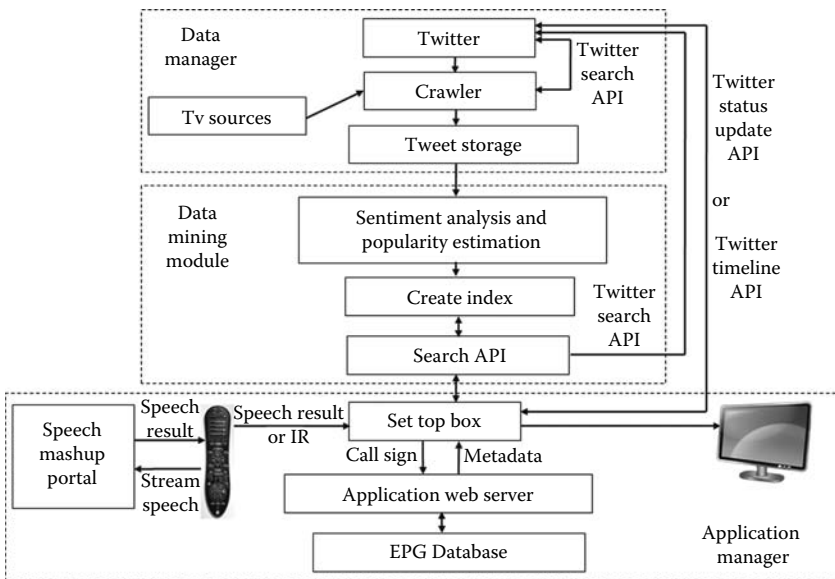 Data
manager
Twitter
Twitter
search
API
Crawler
Tv sources
Tweet storage
Twitter
status
update
API
or
Twitter
timeline
API
Data
mining
module
Sentiment analysis and
popularity estimation
Create index
Twitter
search
API
Search API
Speech
mashup
portal
Speech
result
Stream
speech
Speech result
or IR
Set top box
Call sign
Metadata
Application web server
EPG Database
Application
manager